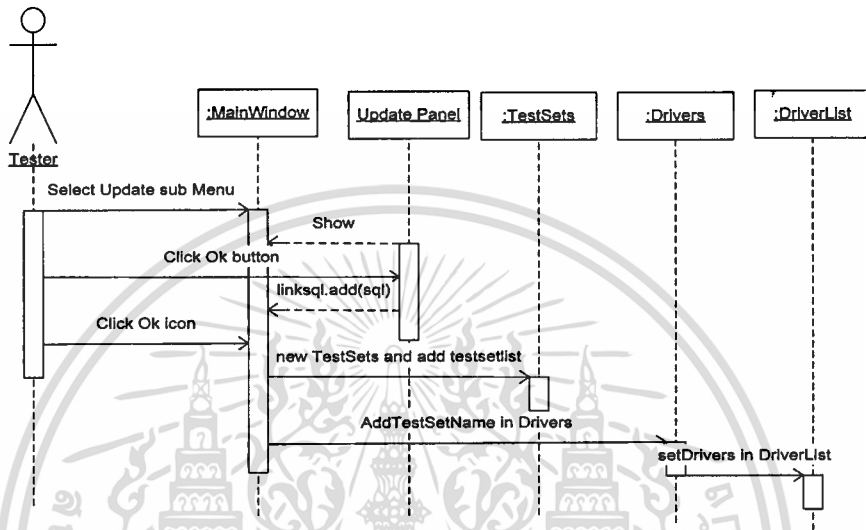 :MainWindow
Update Panel
:TestSets
:Drivers
:DriverList
Tester
Select Update sub Menu
Show
Click Ok button
linksql.add(sql)
Click Ok icon
new TestSets and add testsetlist
AddTestSetName in Drivers
setDrivers in DriverList